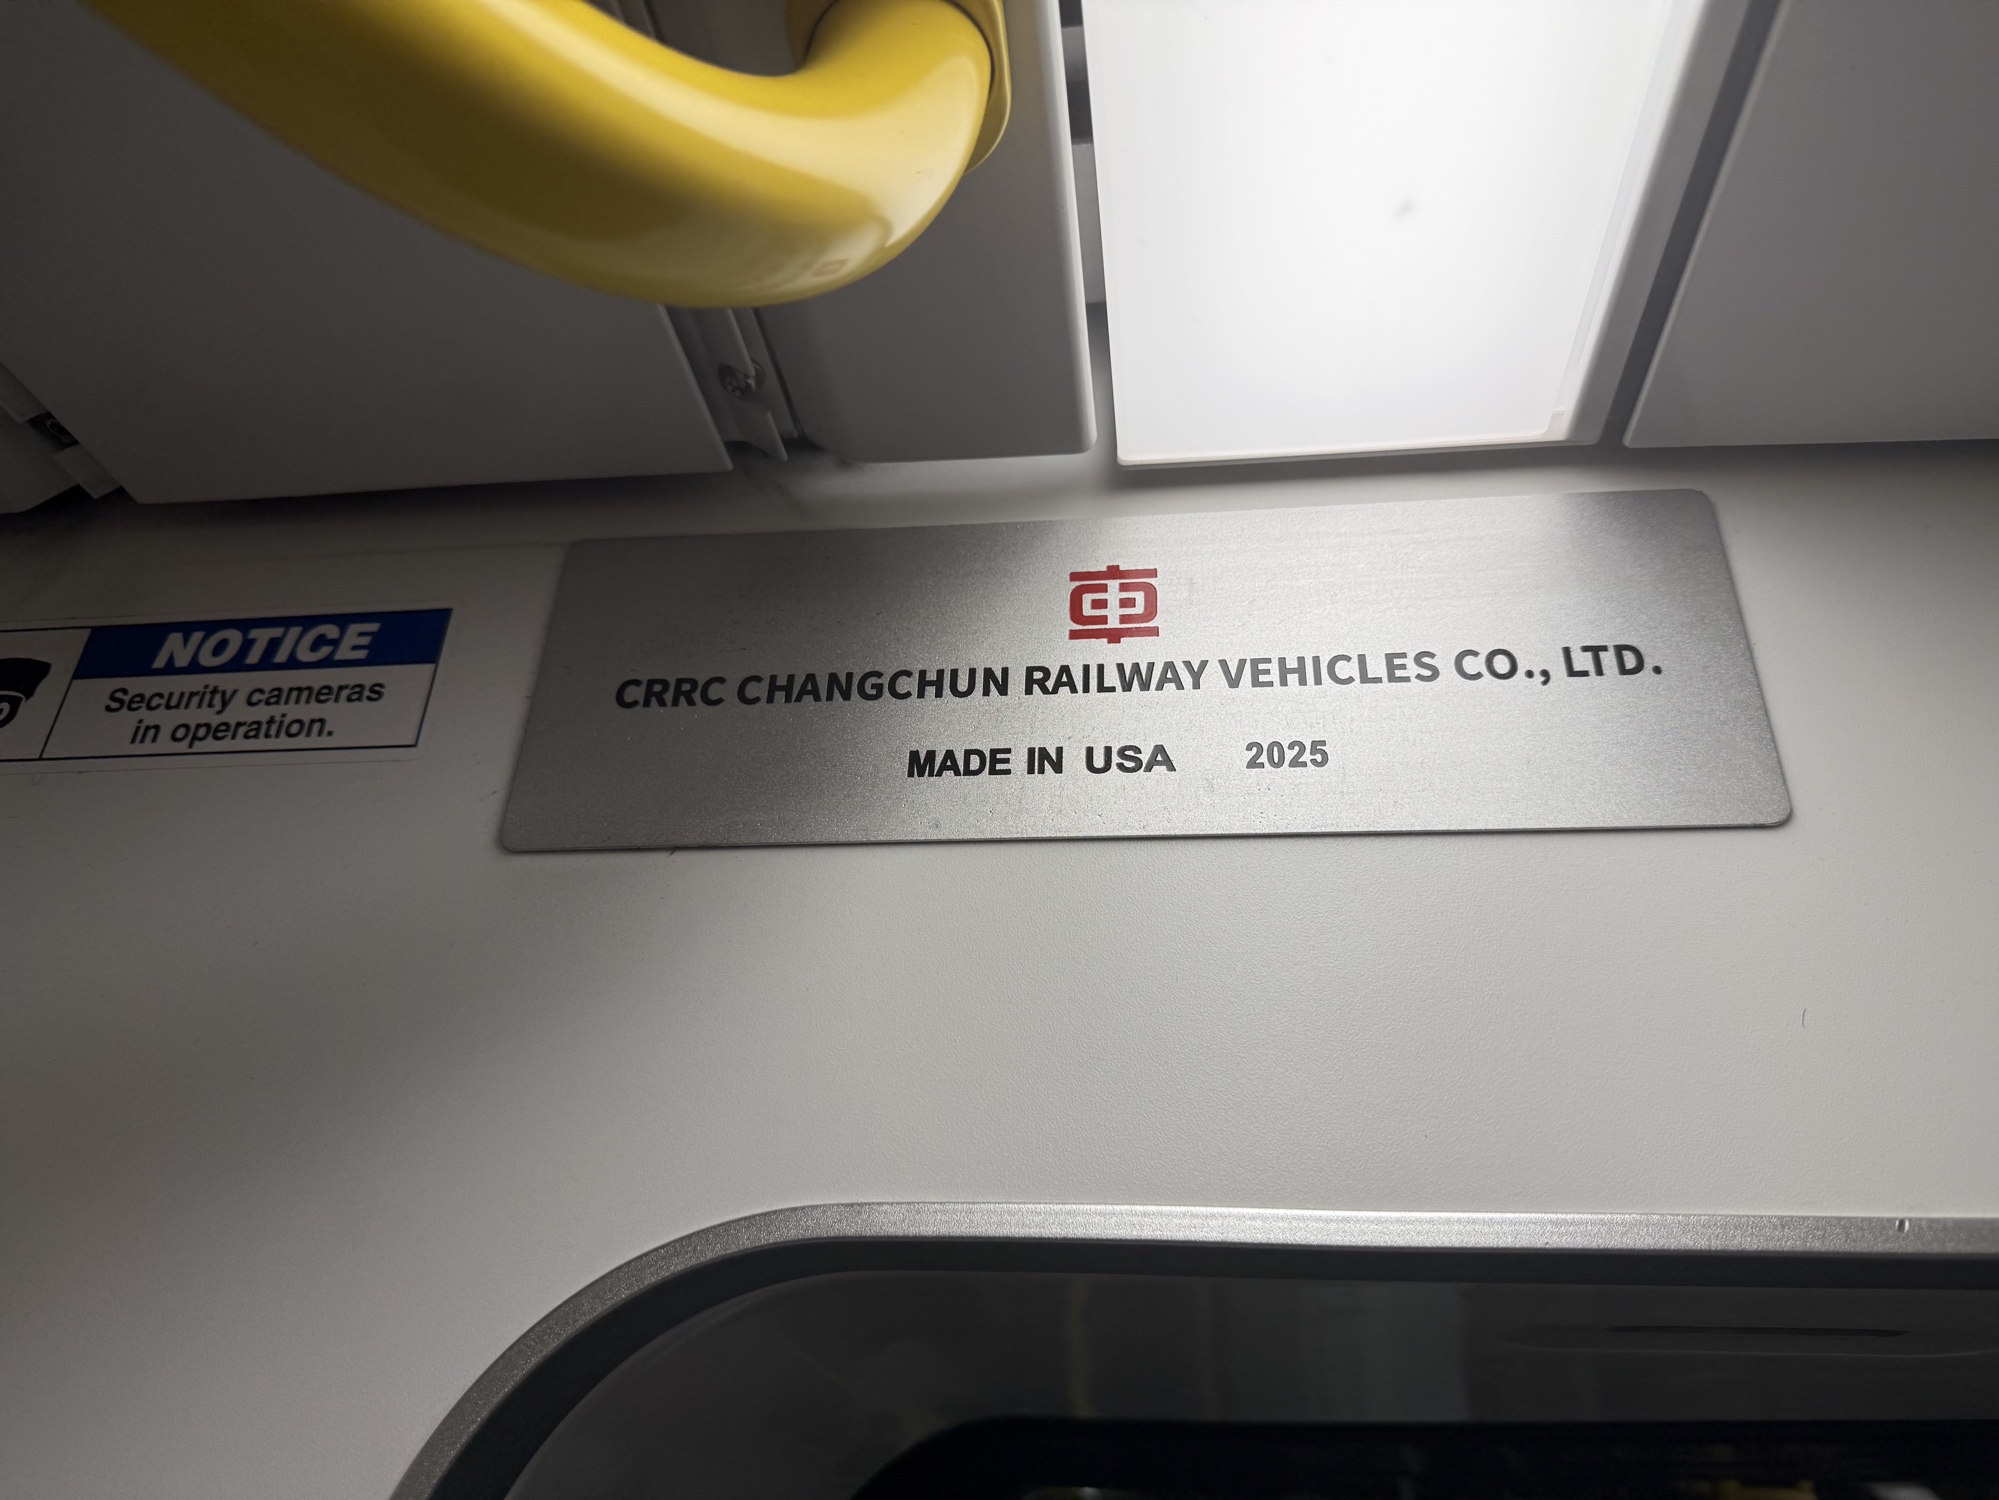 NOTICE
Security cameras
in operation.
CRRC CHANGCHUN RAILWAY VEHICLES CO., LTD.
MADE IN USA 2025